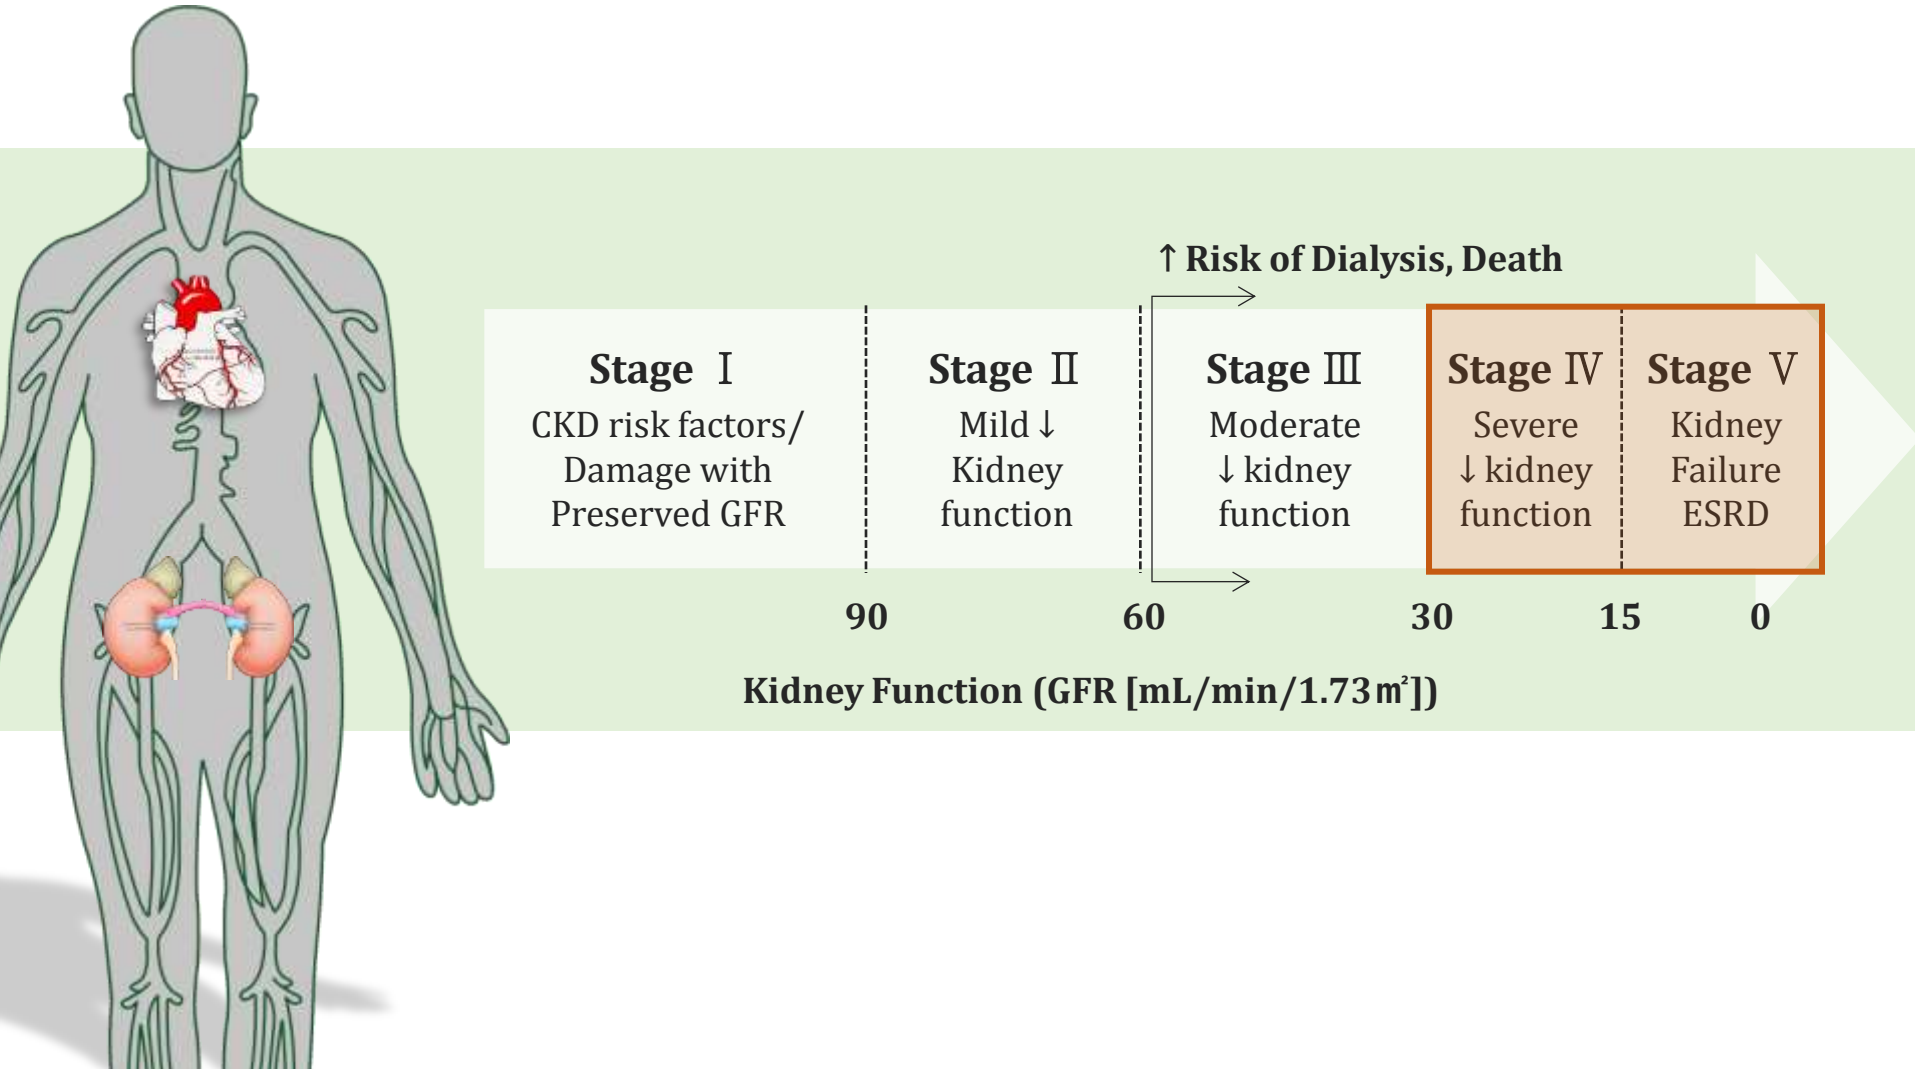 ↑ Risk of Dialysis, Death
Stage Ⅰ
CKD risk factors/
Damage with
Preserved GFR
Stage Ⅱ
Mild ↓
Kidney
function
Stage Ⅲ
Moderate
↓ kidney
function
Stage Ⅳ
Severe
↓ kidney
function
Stage Ⅴ
Kidney
Failure
ESRD
90 60 30 15 0
Kidney Function (GFR [mL/min/1.73㎡])